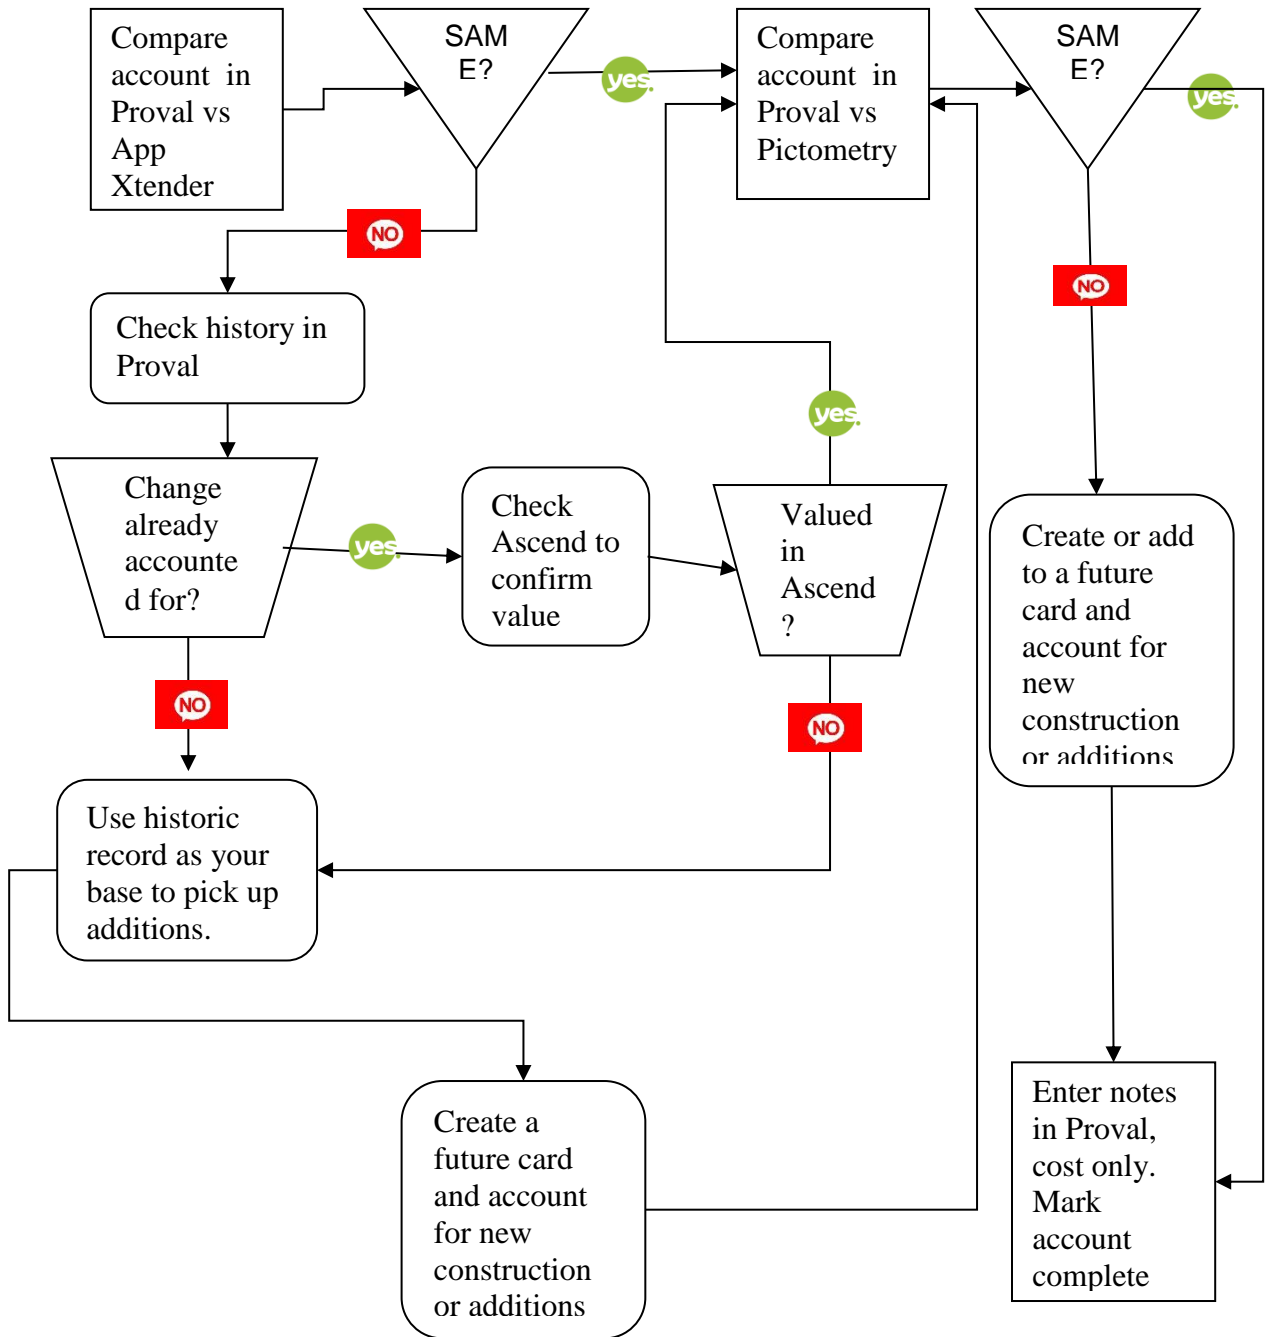 Compare
account in
Proval vs
App
Xtender
SAM
E?
yes.
Compare
account in
Proval vs
Pictometry
SAM
E?
yes.
NO
NO
Check history in
Proval
yes.
Change
already
accounte
d for?
yes.
Check
Ascend to
confirm
value
Valued
in
Ascend
?
Create or add
to a future
card and
account for
new
construction
or additions
NO
NO
Use historic
record as your
base to pick up
additions.
Create a
future card
and account
for new
construction
or additions
Enter notes
in Proval,
cost only.
Mark
account
complete